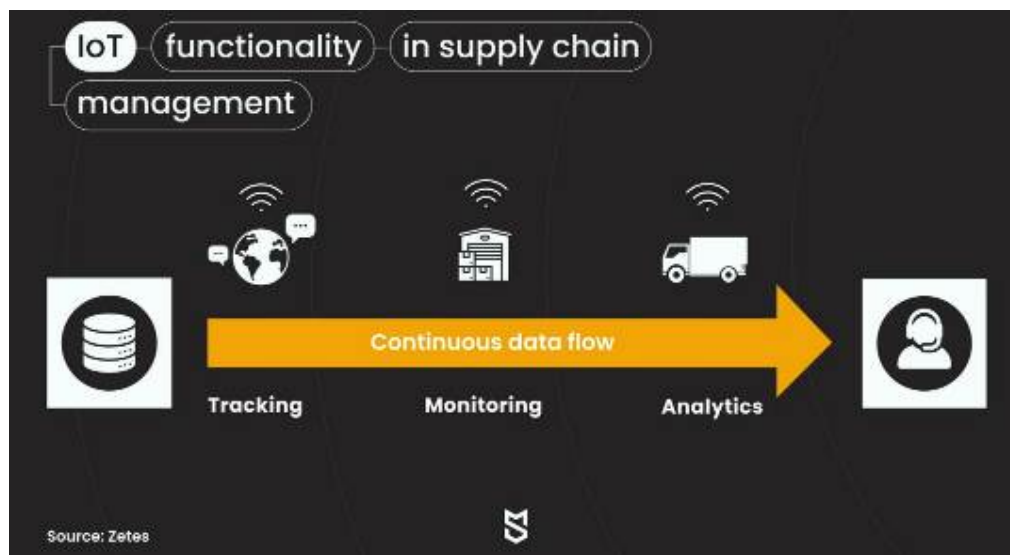 IoT functionality in supply chain
management
Continuous data flow
Tracking Monitoring Analytics
Source: Zetes